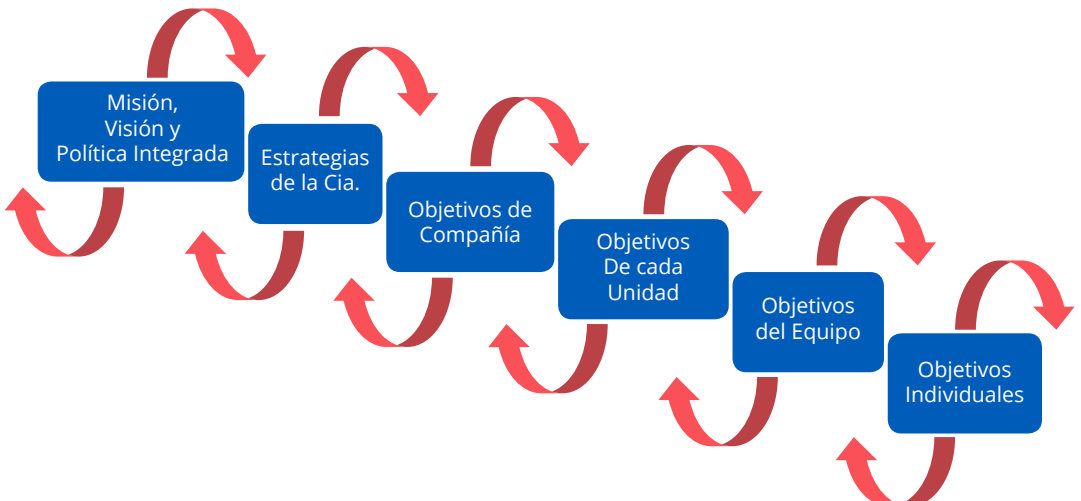 Misión,
Visión y
Política Integrada
Estrategias
de la Cia.
Objetivos de
Compañía
Objetivos
De cada
Unidad
Objetivos
del Equipo
Objetivos
Individuales